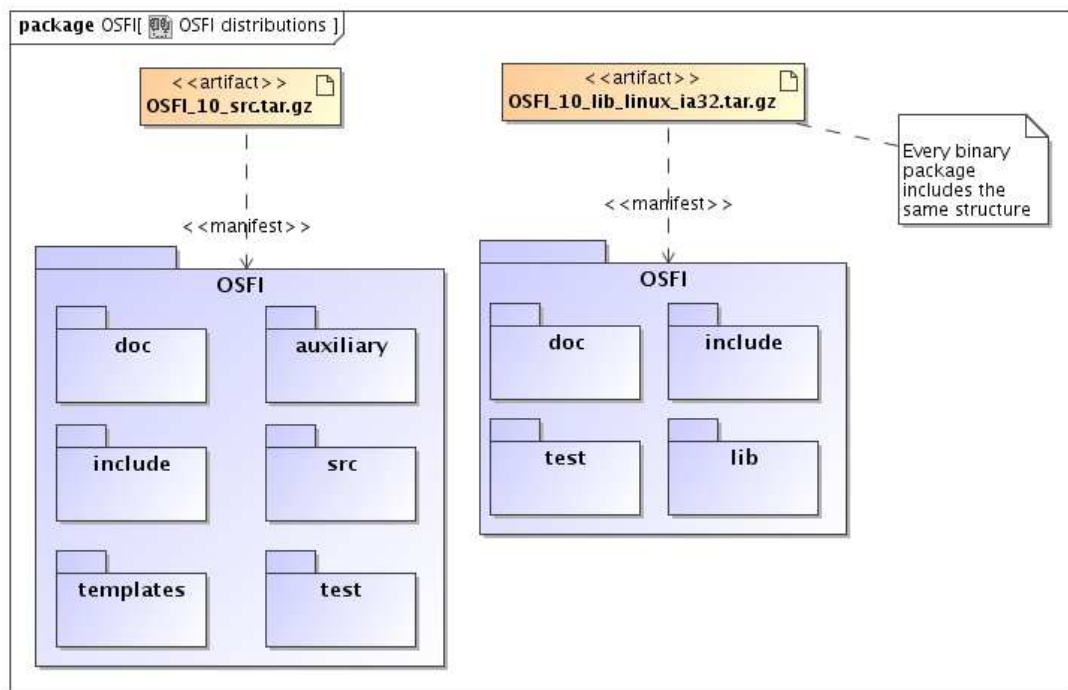 package OSFI[ OSFI distributions ]
<<artifact>>
OSFI_10_src.tar.gz
<<artifact>>
OSFI_10_lib_linux_ia32.tar.gz
Every binary
package
includes the
same structure
<<manifest>>
<<manifest>>
OSFI
doc
auxiliary
include
src
templates
test
OSFI
doc
include
test
lib